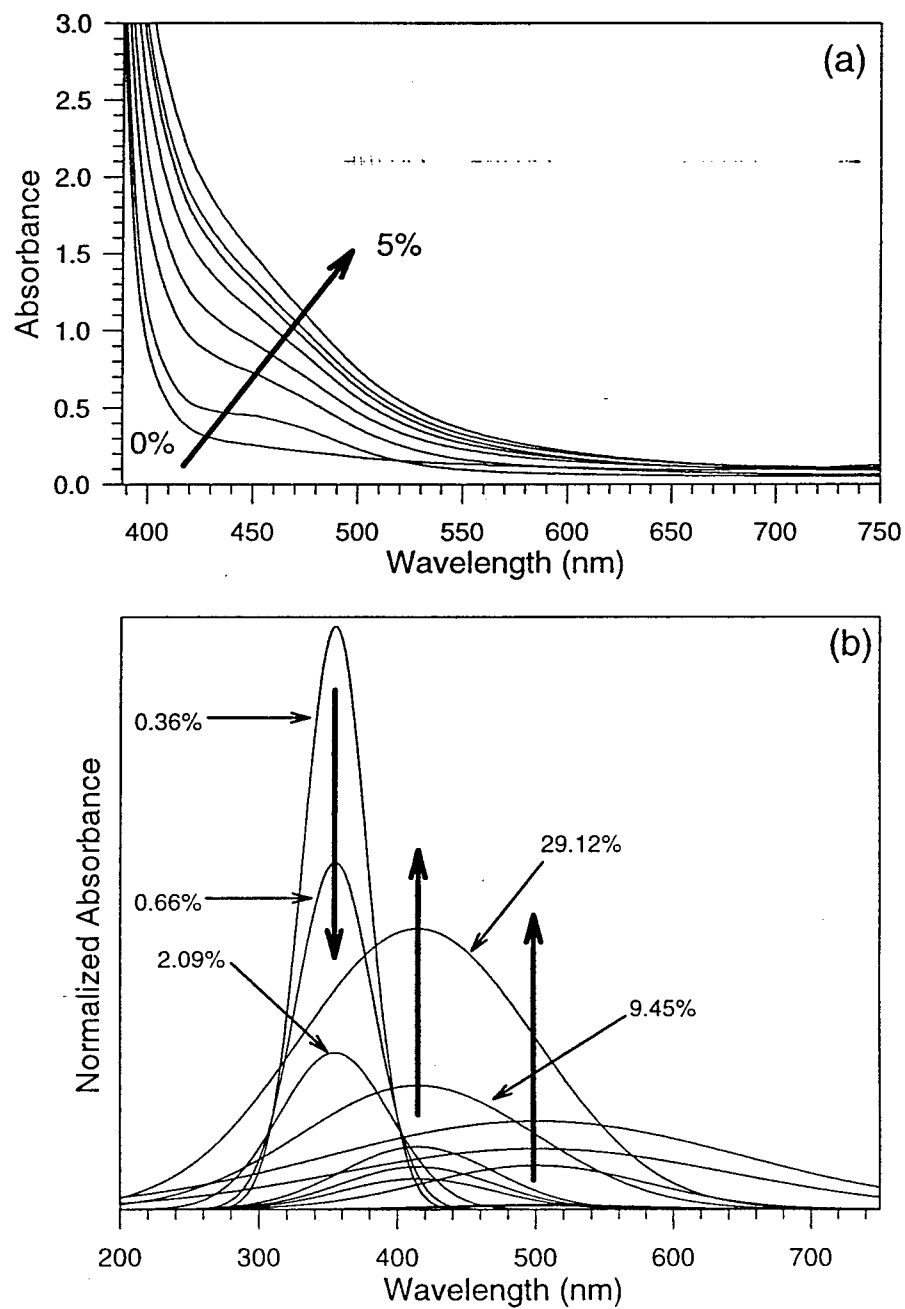 (a)
3.0
2.5
2.0
1.5
1.0
0.5
0.0
Absorbance
5%
0%
400 450 500 550 600 650 700 750
Wavelength (nm)
(b)
0.36%
0.66%
2.09%
29.12%
9.45%
Normalized Absorbance
200 300 400 500 600 700
Wavelength (nm)